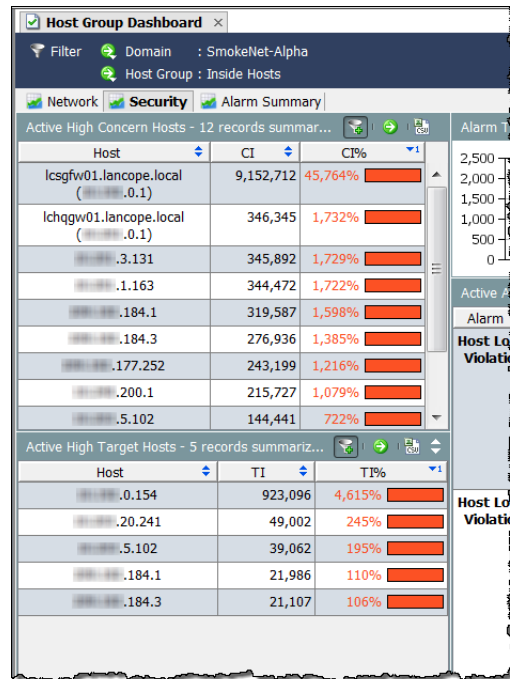 Host Group Dashboard
Filter Domain : SmokeNet-Alpha
Host Group : Inside Hosts
Network Security Alarm Summary
Active High Concern Hosts - 12 records summar...
CSV
Host CI CI% 1
lcsgfw01.lancope.local 9,152,712 45,764%
( .0.1)
lchqgw01.lancope.local 346,345 1,732%
( .0.1)
.3.131 345,892 1,729%
.1.163 344,472 1,722%
.184.1 319,587 1,598%
.184.3 276,936 1,385%
.177.252 243,199 1,216%
.200.1 215,727 1,079%
.5.102 144,441 722%
Active High Target Hosts - 5 records summariz...
CSV
Host TI TI% 1
.0.154 923,096 4,615%
.20.241 49,002 245%
.5.102 39,062 195%
.184.1 21,986 110%
.184.3 21,107 106%
Alarm T
2,500
2,000
1,500
1,000
500
0
Active A
Alarm
Host Lo
Violati
Host Lo
Violati